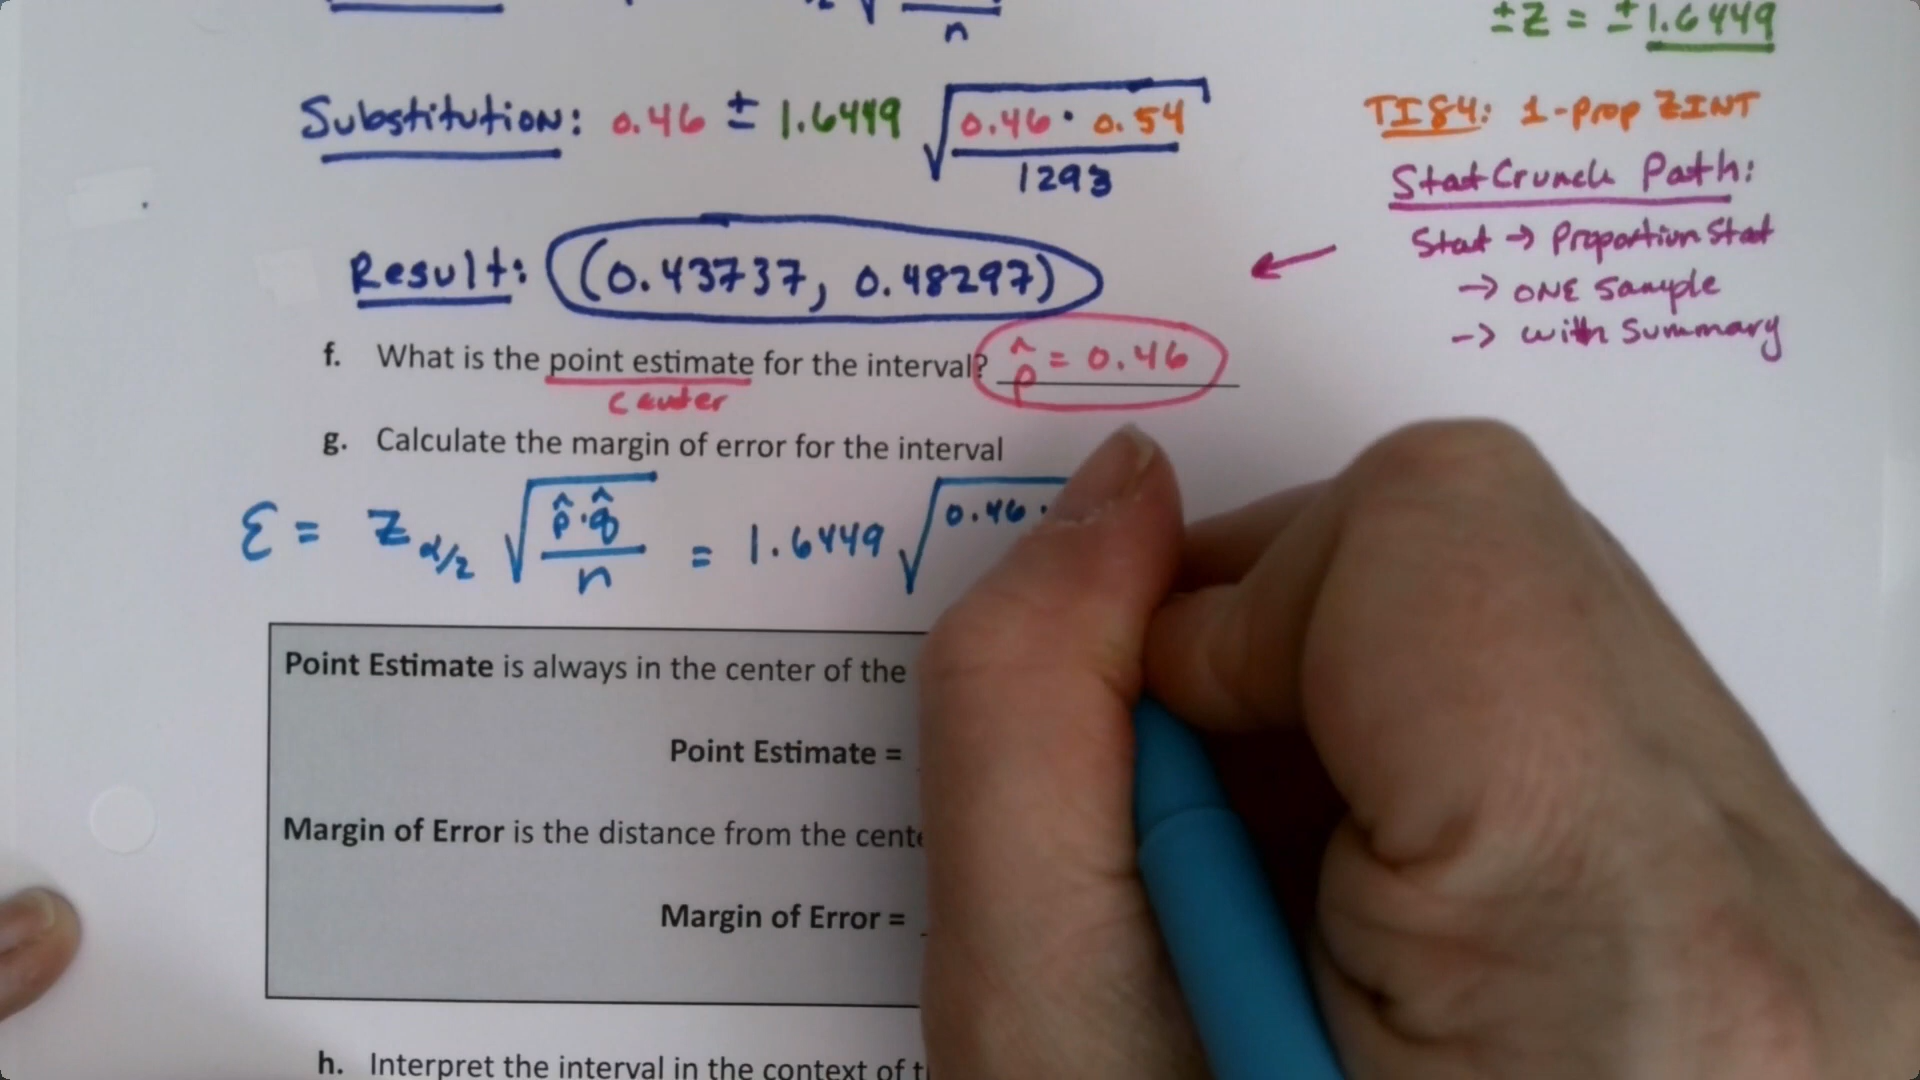 n
±Z = ±1.6449
Substitution: 0.46 ± 1.6449 √ 0.46 · 0.54
1293
TI84: 1-Prop ZINT
StatCrunch Path:
Stat → Proportion Stat
→ ONE Sample
→ with Summary
Result: (0.43737, 0.48297)
f. What is the point estimate for the interval? p̂ = 0.46
center
g. Calculate the margin of error for the interval
E = Z α/2 √ p̂·q̂ / n = 1.6449 √ 0.46 ·
Point Estimate is always in the center of the
Point Estimate =
Margin of Error is the distance from the cente
Margin of Error =
h. Interpret the interval in the context of t